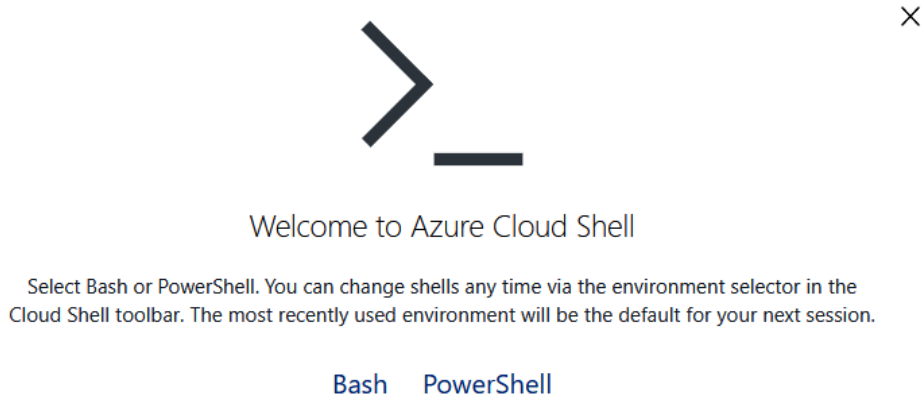 Welcome to Azure Cloud Shell
Select Bash or PowerShell. You can change shells any time via the environment selector in the
Cloud Shell toolbar. The most recently used environment will be the default for your next session.
Bash PowerShell